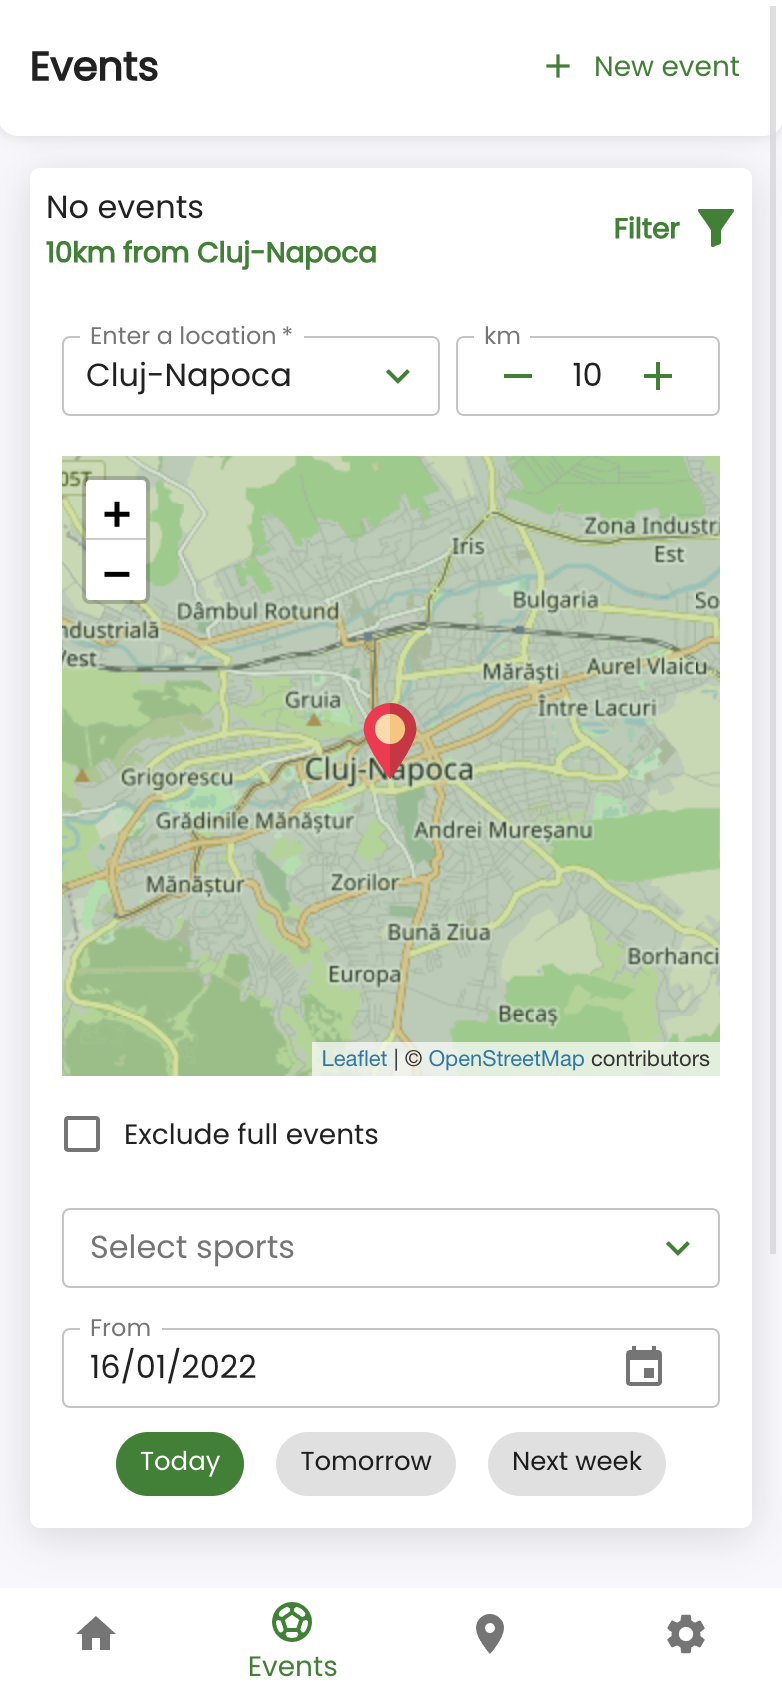 Events
+ New event
No events
10km from Cluj-Napoca
Filter
Enter a location *
Cluj-Napoca
km
− 10 +
+
−
Zona Industr
Est
Iris
Bulgaria
So
Dâmbul Rotund
ndustrială
Vest
Mărăști
Aurel Vlaicu
Gruia
Între Lacuri
Cluj-Napoca
Grigorescu
Grădinile Mănăștur
Andrei Mureșanu
Mănăștur
Zorilor
Bună Ziua
Borhanci
Europa
Becaș
Leaflet | © OpenStreetMap contributors
Exclude full events
Select sports
From
16/01/2022
Today
Tomorrow
Next week
Events